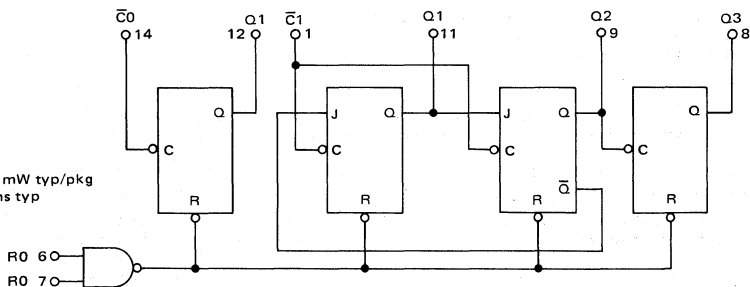 C̅0 Q1 C̅1 Q1 Q2 Q3
14 12 1 11 9 8
Q J Q J Q Q
C C C C
mW typ/pkg
Q̅
ns typ
R R R R
R0 6
R0 7